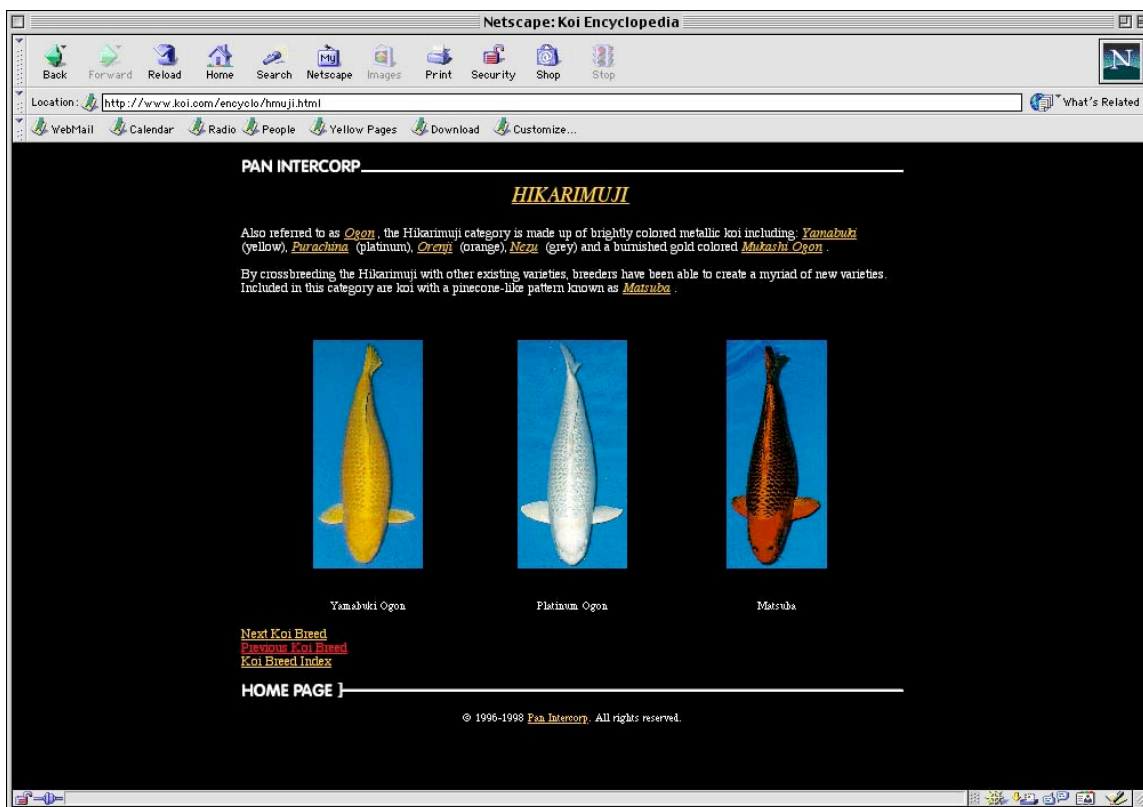 Netscape: Koi Encyclopedia
Back Forward Reload Home Search Netscape Images Print Security Shop Stop
My
N
Location: http://www.koi.com/encyclo/hmuji.html What's Related
WebMail Calendar Radio People Yellow Pages Download Customize...
PAN INTERCORP
HIKARIMUJI
Also referred to as Ogon , the Hikarimuji category is made up of brightly colored metallic koi including: Yamabuki
(yellow), Purachina (platinum), Orenji (orange), Nezu (grey) and a burnished gold colored Mukashi Ogon .
By crossbreeding the Hikarimuji with other existing varieties, breeders have been able to create a myriad of new varieties.
Included in this category are koi with a pinecone-like pattern known as Matsuba .
Yamabuki Ogon Platinum Ogon Matsuba
Next Koi Breed
Previous Koi Breed
Koi Breed Index
HOME PAGE ]
© 1996-1998 Pan Intercorp. All rights reserved.